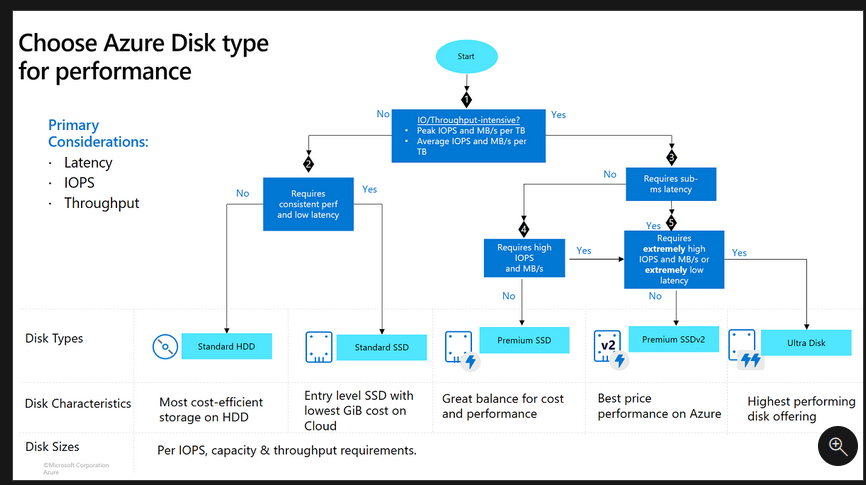 Choose Azure Disk type
for performance
Primary
Considerations:
· Latency
· IOPS
· Throughput
Start
1
No
Yes
IO/Throughput-intensive?
• Peak IOPS and MB/s per TB
• Average IOPS and MB/s per
TB
2
3
No
Requires sub-
ms latency
No
Requires
consistent perf
and low latency
Yes
Yes
5
4
Requires high
IOPS
and MB/s
Yes
Requires
extremely high
IOPS and MB/s or
extremely low
latency
Yes
No
No
Disk Types
Standard HDD
Standard SSD
Premium SSD
v2
Premium SSDv2
Ultra Disk
Disk Characteristics
Most cost-efficient
storage on HDD
Entry level SSD with
lowest GiB cost on
Cloud
Great balance for cost
and performance
Best price
performance on Azure
Highest performing
disk offering
Disk Sizes
Per IOPS, capacity & throughput requirements.
©Microsoft Corporation
Azure